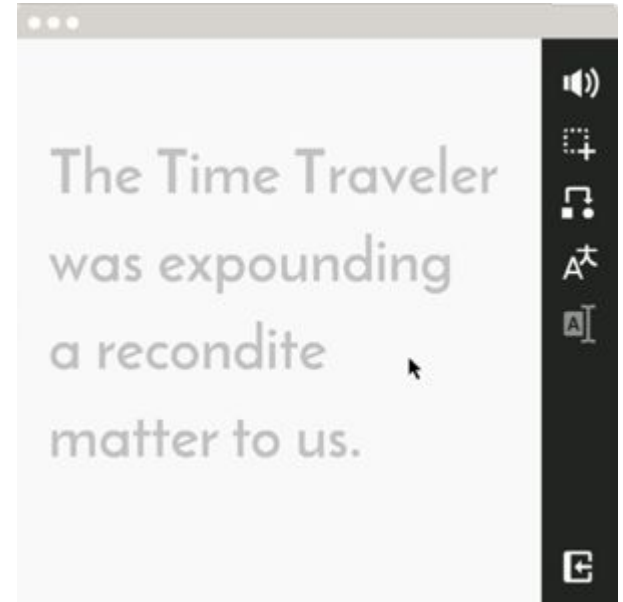 The Time Traveler
was expounding
a recondite
matter to us.